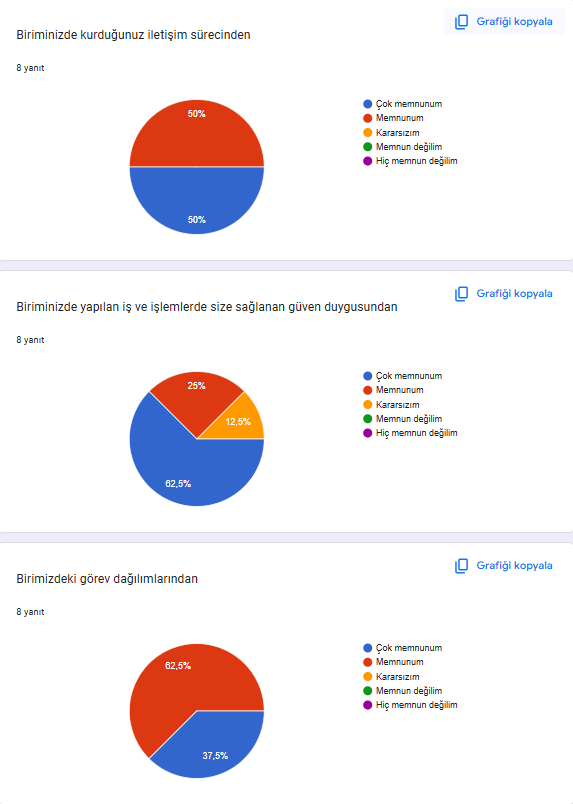 Grafiği kopyala
Biriminizde kurduğunuz iletişim sürecinden
8 yanıt
50%
50%
Çok memnunum
Memnunum
Kararsızım
Memnun değilim
Hiç memnun değilim
Grafiği kopyala
Biriminizde yapılan iş ve işlemlerde size sağlanan güven duygusundan
8 yanıt
25%
12,5%
62,5%
Çok memnunum
Memnunum
Kararsızım
Memnun değilim
Hiç memnun değilim
Grafiği kopyala
Birimizdeki görev dağılımlarından
8 yanıt
62,5%
37,5%
Çok memnunum
Memnunum
Kararsızım
Memnun değilim
Hiç memnun değilim